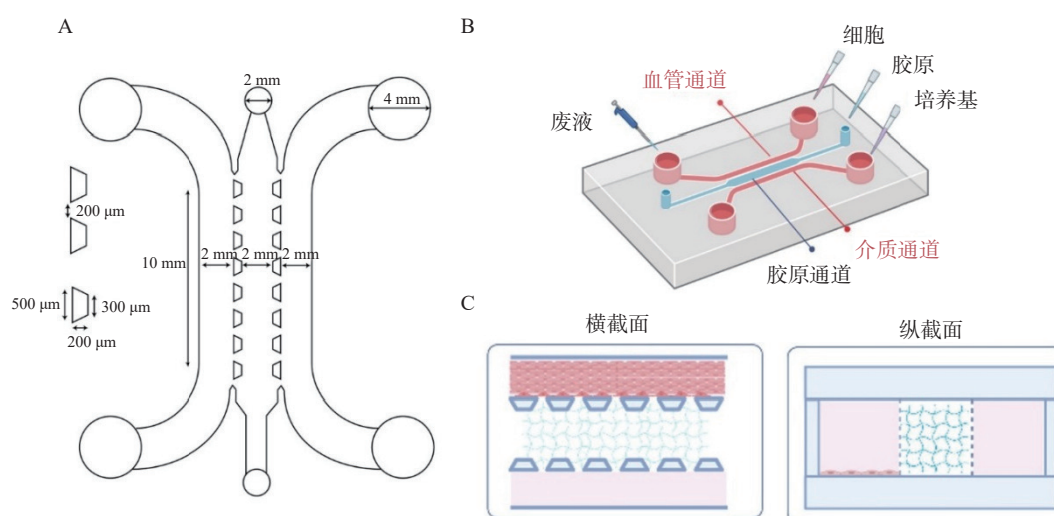 A
2 mm
4 mm
200 μm
10 mm
2 mm
2 mm
2 mm
500 μm
300 μm
200 μm
B
细胞
胶原
培养基
血管通道
废液
介质通道
胶原通道
C
横截面
纵截面